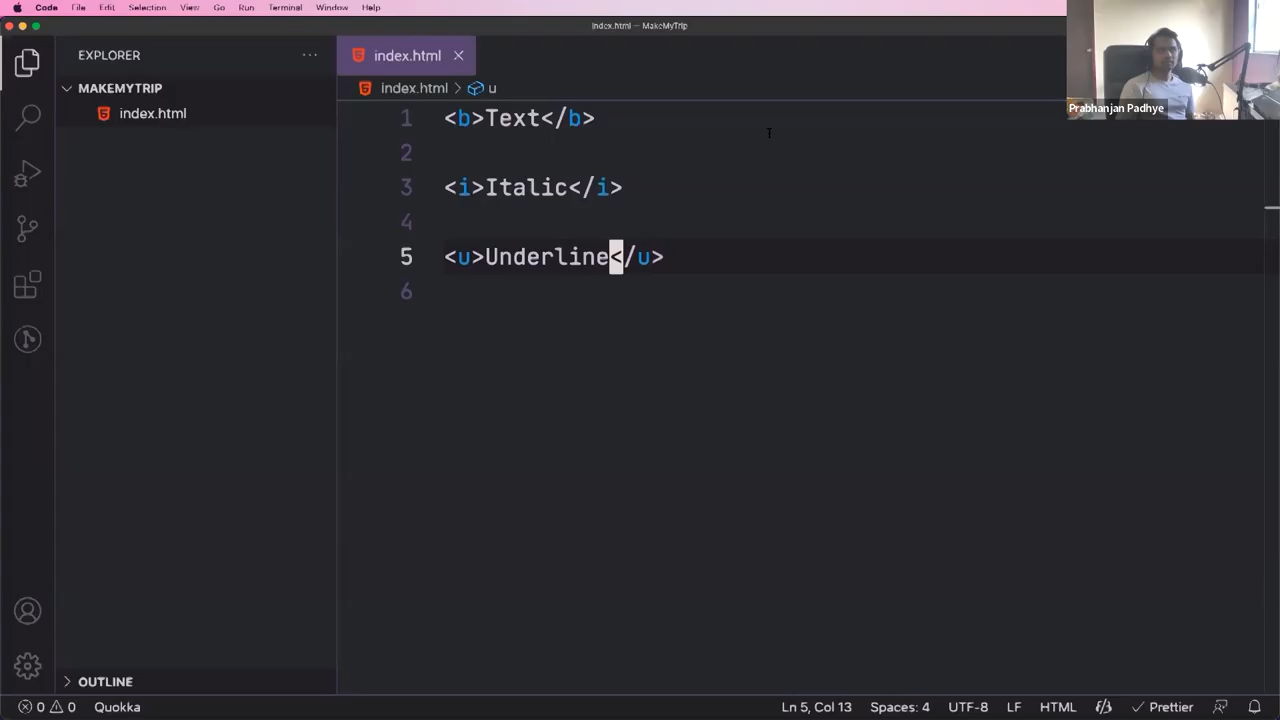 Code File Edit Selection View Go Run Terminal Window Help
index.html — MakeMyTrip
EXPLORER ···
index.html
MAKEMYTRIP
index.html
index.html > u
Prabhanjan Padhye
1 <b>Text</b>
2
3 <i>Italic</i>
4
5 <u>Underline</u>
6
OUTLINE
0 0 Quokka Ln 5, Col 13 Spaces: 4 UTF-8 LF HTML Prettier